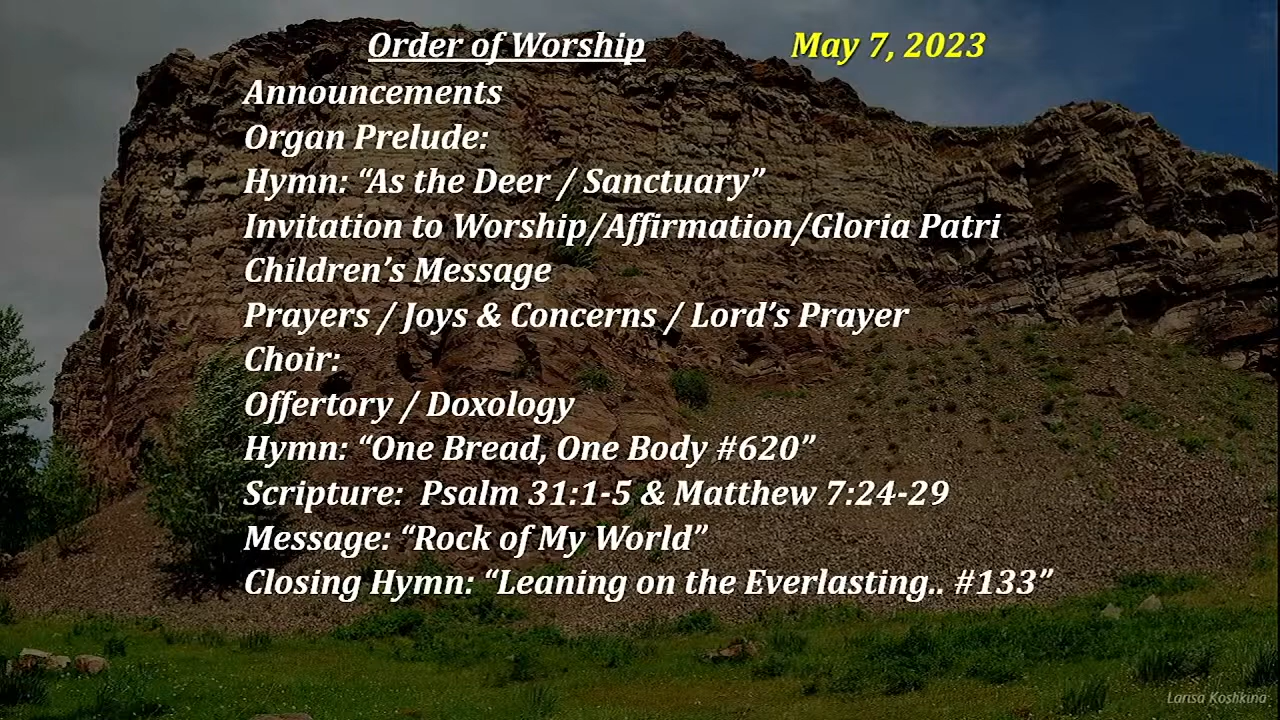 Order of Worship May 7, 2023
Announcements
Organ Prelude:
Hymn: “As the Deer / Sanctuary”
Invitation to Worship/Affirmation/Gloria Patri
Children’s Message
Prayers / Joys & Concerns / Lord’s Prayer
Choir:
Offertory / Doxology
Hymn: “One Bread, One Body #620”
Scripture:  Psalm 31:1-5 & Matthew 7:24-29
Message: “Rock of My World”
Closing Hymn: “Leaning on the Everlasting.. #133”
Larisa Koshkina